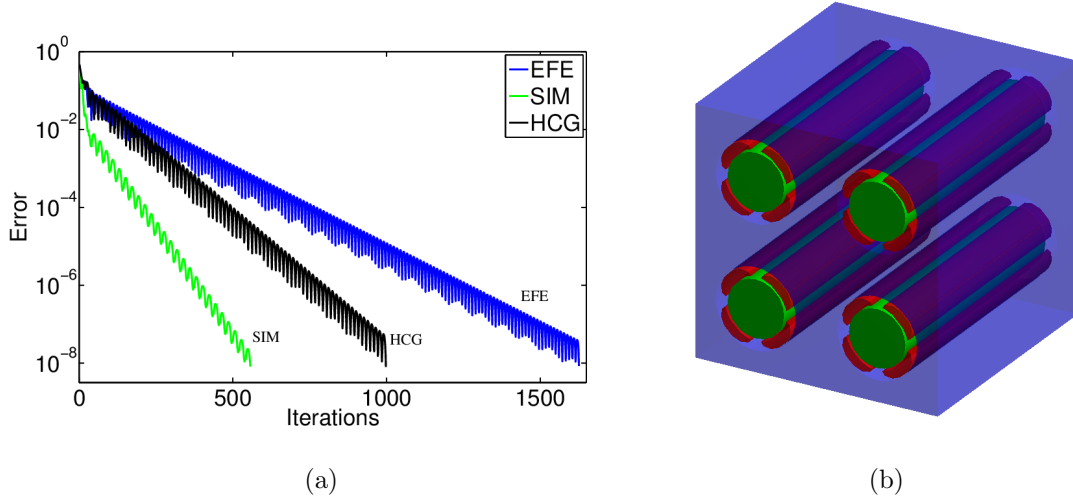 10^0
10^-2
10^-4
10^-6
10^-8
Error
0
500
1000
1500
Iterations
EFE
SIM
HCG
EFE
SIM
HCG
(a)
(b)